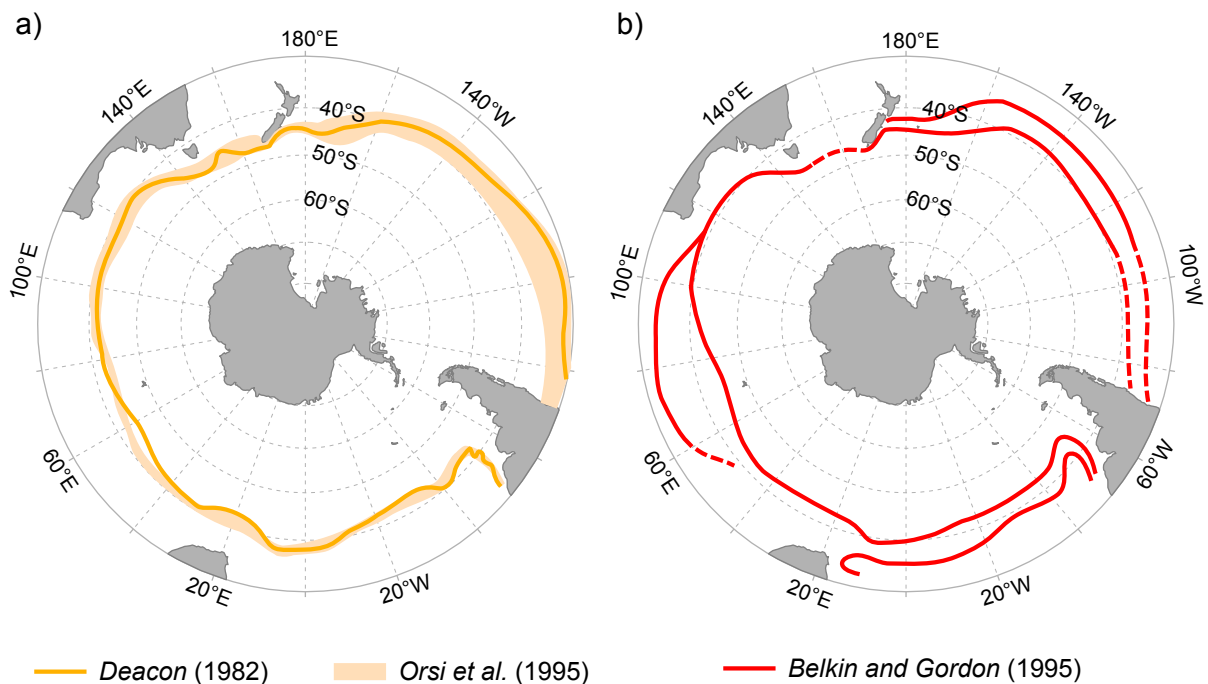 a)
180°E
140°E
140°W
40°S
50°S
60°S
100°E
60°E
20°E
20°W
b)
180°E
140°E
140°W
40°S
50°S
60°S
100°E
100°W
60°E
60°W
20°E
20°W
Deacon (1982)
Orsi et al. (1995)
Belkin and Gordon (1995)